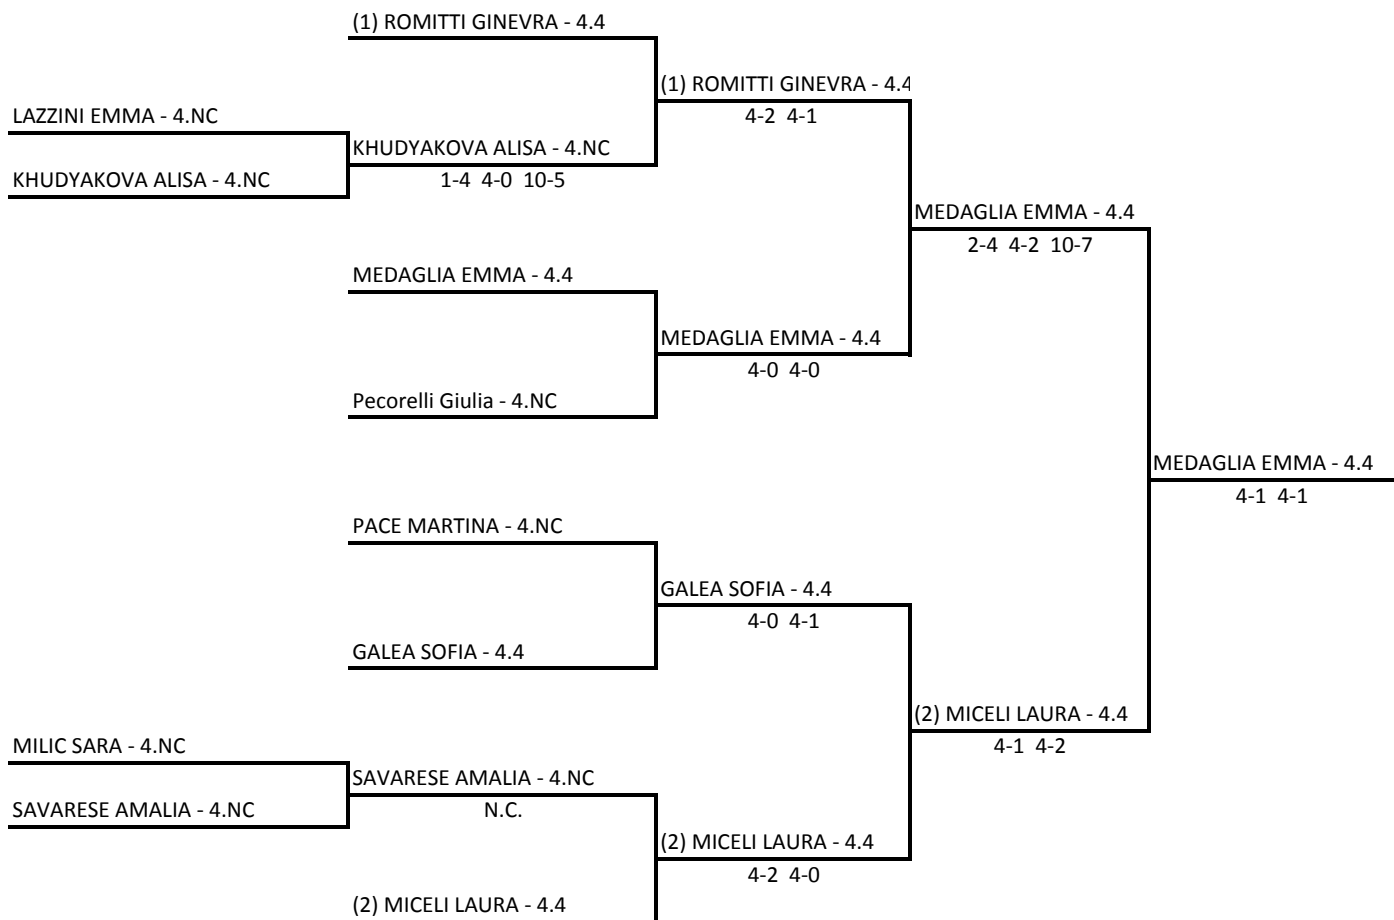 (1) ROMITTI GINEVRA - 4.4
(1) ROMITTI GINEVRA - 4.4
4-2 4-1
LAZZINI EMMA - 4.NC
KHUDYAKOVA ALISA - 4.NC
1-4 4-0 10-5
KHUDYAKOVA ALISA - 4.NC
MEDAGLIA EMMA - 4.4
2-4 4-2 10-7
MEDAGLIA EMMA - 4.4
MEDAGLIA EMMA - 4.4
4-0 4-0
Pecorelli Giulia - 4.NC
MEDAGLIA EMMA - 4.4
4-1 4-1
PACE MARTINA - 4.NC
GALEA SOFIA - 4.4
4-0 4-1
GALEA SOFIA - 4.4
(2) MICELI LAURA - 4.4
4-1 4-2
MILIC SARA - 4.NC
SAVARESE AMALIA - 4.NC
N.C.
SAVARESE AMALIA - 4.NC
(2) MICELI LAURA - 4.4
4-2 4-0
(2) MICELI LAURA - 4.4